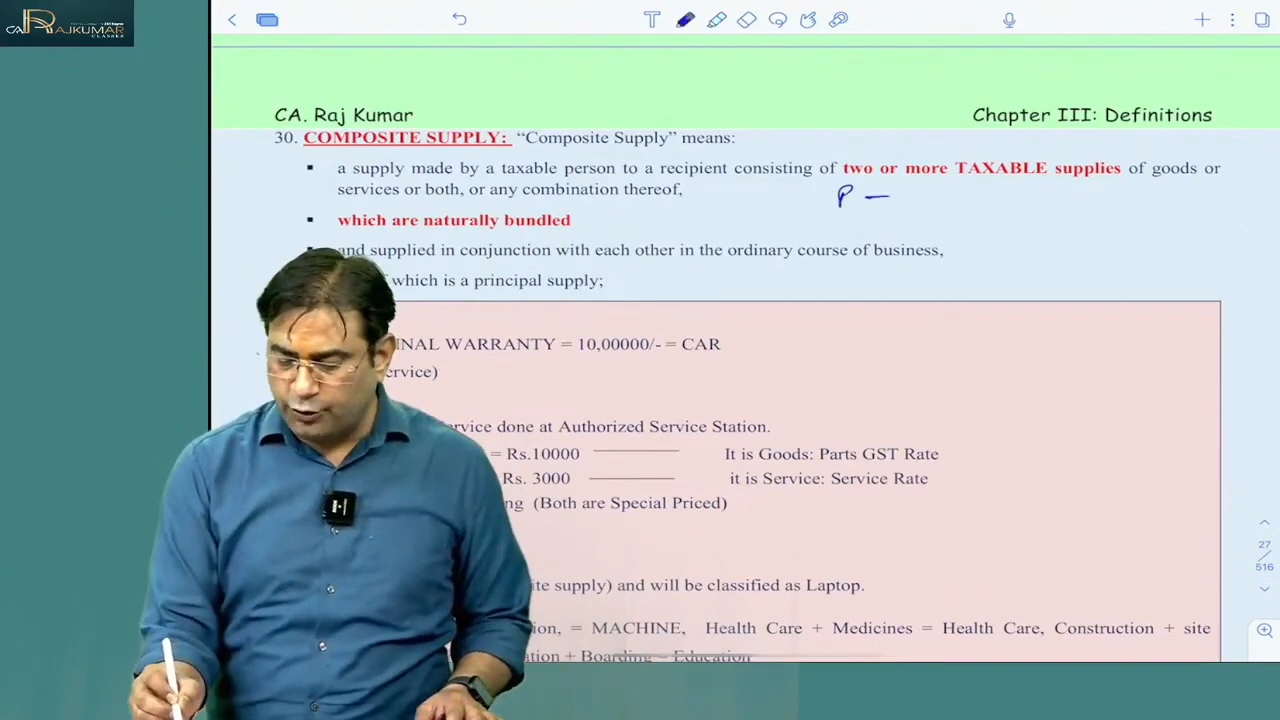 CA RAJKUMAR
CLASSES
CA. Raj Kumar Chapter III: Definitions
30. COMPOSITE SUPPLY: “Composite Supply” means:
▪ a supply made by a taxable person to a recipient consisting of two or more TAXABLE supplies of goods or
services or both, or any combination thereof,
P —
▪ which are naturally bundled
and supplied in conjunction with each other in the ordinary course of business,
which is a principal supply;
INAL WARRANTY = 10,00000/- = CAR
ervice)
ervice done at Authorized Service Station.
= Rs.10000 It is Goods: Parts GST Rate
Rs. 3000 it is Service: Service Rate
ng (Both are Special Priced)
ite supply) and will be classified as Laptop.
ion, = MACHINE, Health Care + Medicines = Health Care, Construction + site
ation + Boarding = Education
27
516